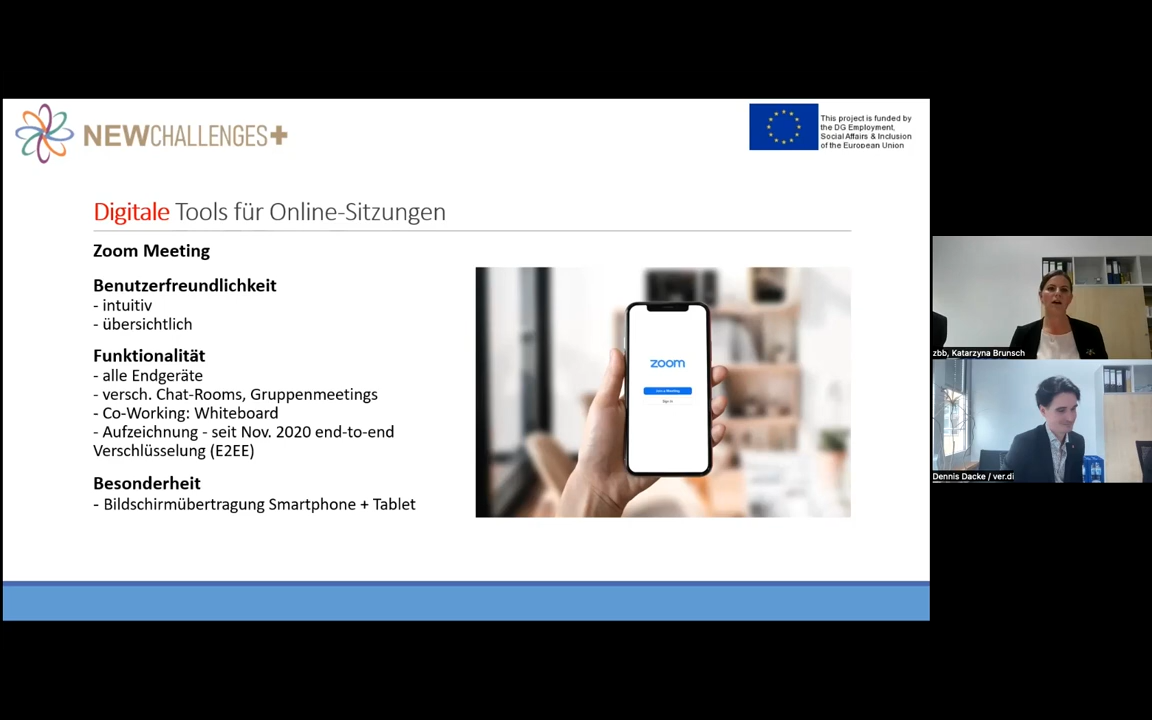 NEWCHALLENGES+
This project is funded by
the DG Employment,
Social Affairs & Inclusion
of the European Union
Digitale Tools für Online-Sitzungen
Zoom Meeting
Benutzerfreundlichkeit
- intuitiv
- übersichtlich
Funktionalität
- alle Endgeräte
- versch. Chat-Rooms, Gruppenmeetings
- Co-Working: Whiteboard
- Aufzeichnung - seit Nov. 2020 end-to-end
Verschlüsselung (E2EE)
Besonderheit
- Bildschirmübertragung Smartphone + Tablet
zoom
Sign In
zbb, Katarzyna Brunsch
Dennis Dacke / ver.di